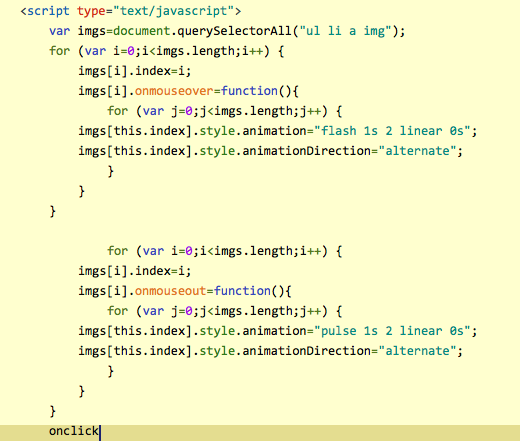 <script type="text/javascript">
var imgs=document.querySelectorAll("ul li a img");
for (var i=0;i<imgs.length;i++) {
imgs[i].index=i;
imgs[i].onmouseover=function(){
for (var j=0;j<imgs.length;j++) {
imgs[this.index].style.animation="flash 1s 2 linear 0s";
imgs[this.index].style.animationDirection="alternate";
}
}
}
for (var i=0;i<imgs.length;i++) {
imgs[i].index=i;
imgs[i].onmouseout=function(){
for (var j=0;j<imgs.length;j++) {
imgs[this.index].style.animation="pulse 1s 2 linear 0s";
imgs[this.index].style.animationDirection="alternate";
}
}
}
onclick